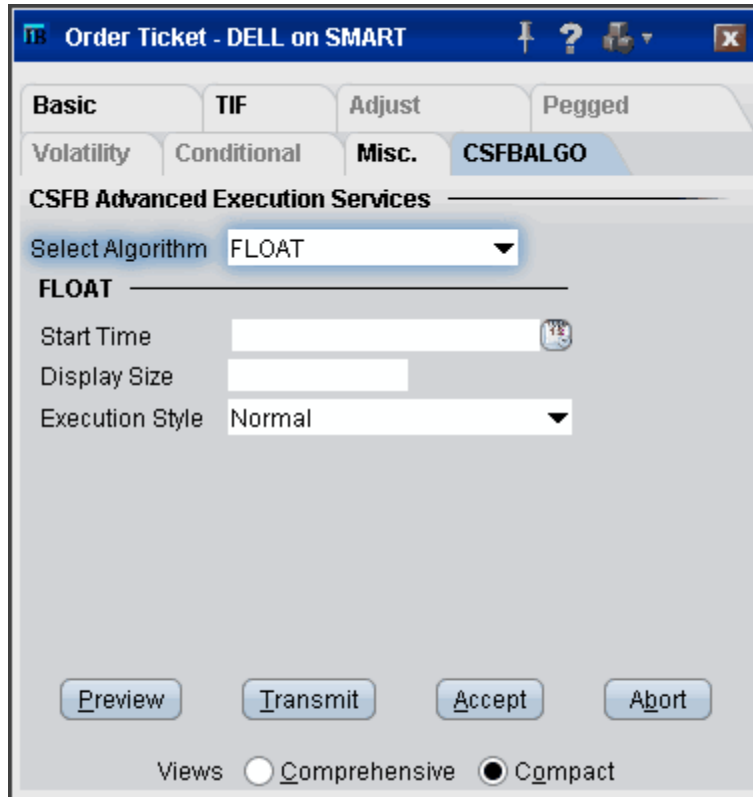 Order Ticket - DELL on SMART
Basic TIF Adjust Pegged
Volatility Conditional Misc. CSFBALGO
CSFB Advanced Execution Services
Select Algorithm FLOAT
FLOAT
Start Time
Display Size
Execution Style Normal
Preview Transmit Accept Abort
Views Comprehensive Compact